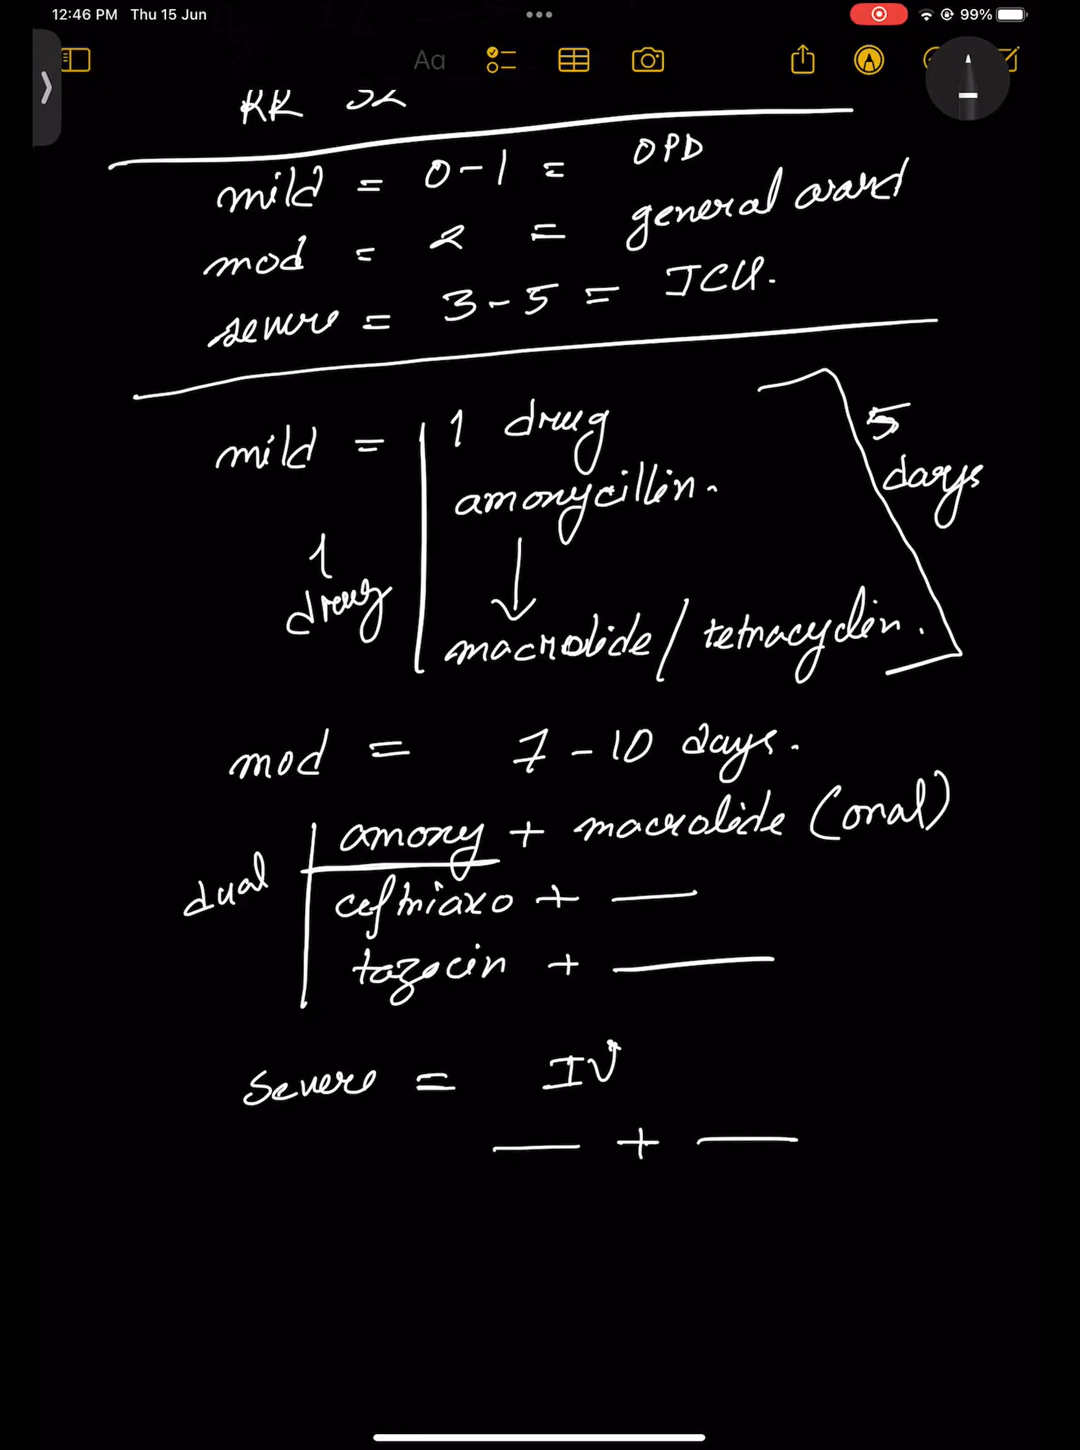 12:46 PM Thu 15 Jun
99%
Aa
mild = 0-1 = OPD
mod = 2 = general ward
severe = 3-5 = ICU.
mild = 1 drug
5 days
amoxycillin.
1 drug
macrolide / tetracyclin.
mod = 7-10 days.
dual
amoxy + macrolide (oral)
ceftriaxo + —
tazocin + —
Severe = IV
— + —